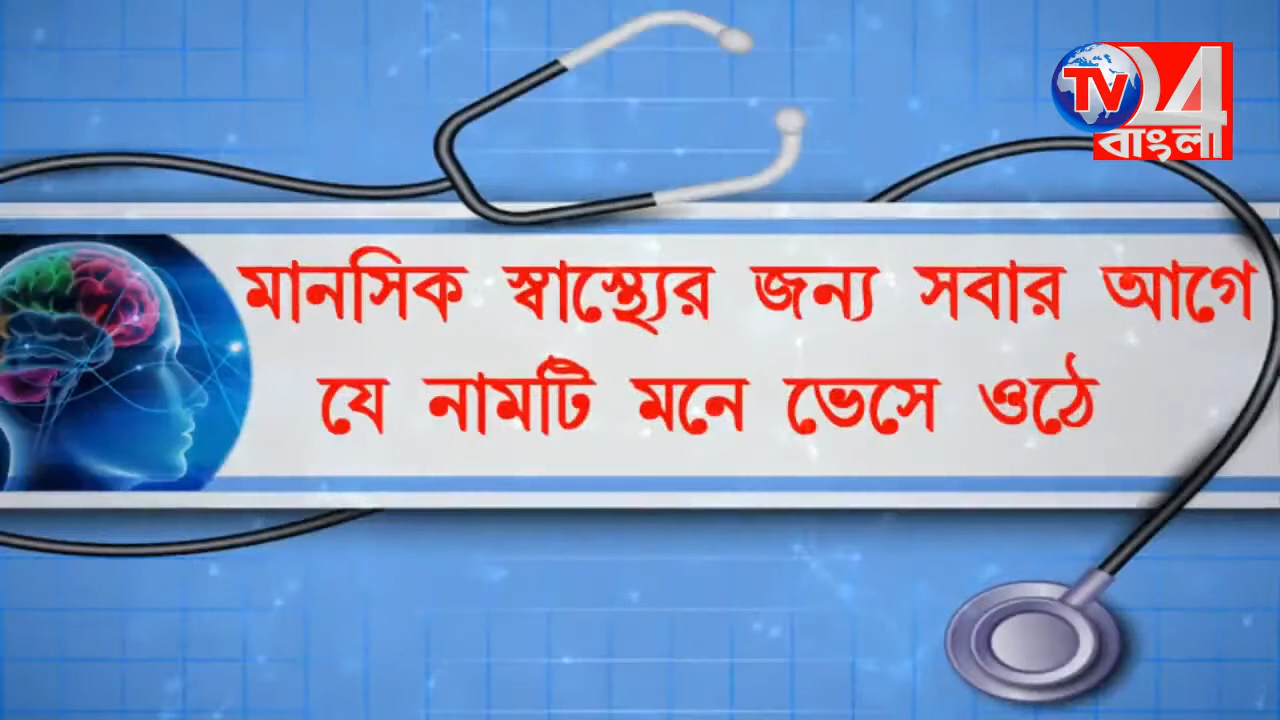 TV 24
বাংলা
মানসিক স্বাস্থ্যের জন্য সবার আগে
যে নামটি মনে ভেসে ওঠে